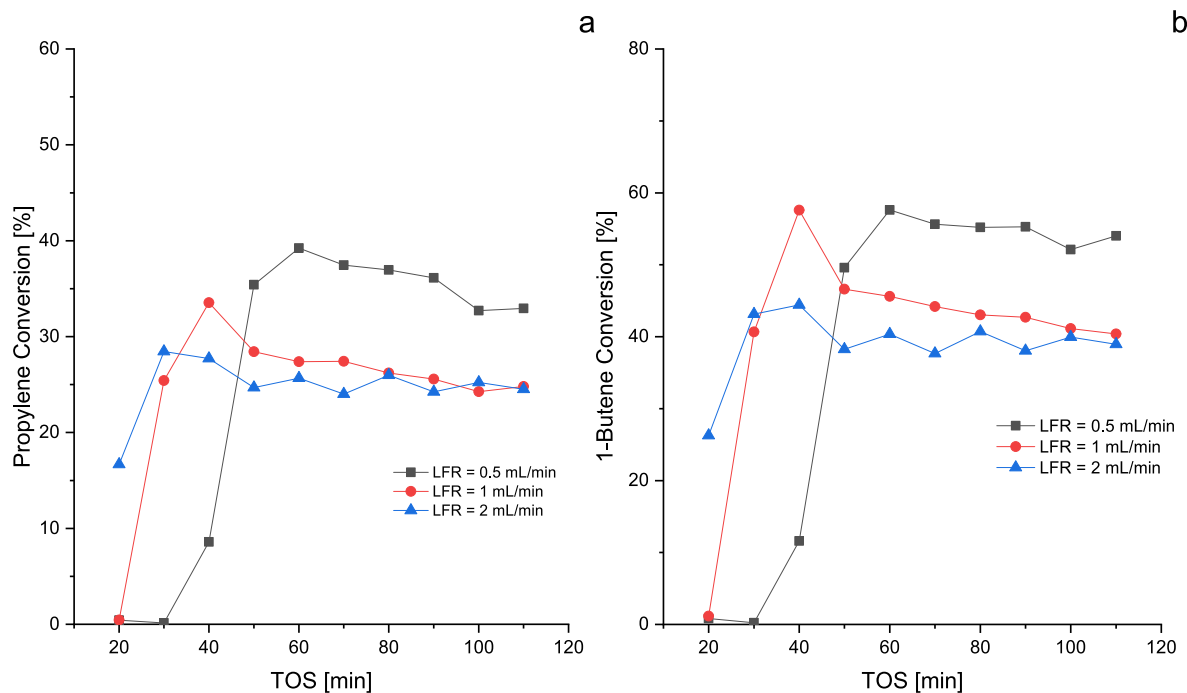 a
60
50
40
30
20
10
0
Propylene Conversion [%]
LFR = 0.5 mL/min
LFR = 1 mL/min
LFR = 2 mL/min
20 40 60 80 100 120
TOS [min]
b
80
60
40
20
0
1-Butene Conversion [%]
LFR = 0.5 mL/min
LFR = 1 mL/min
LFR = 2 mL/min
20 40 60 80 100 120
TOS [min]